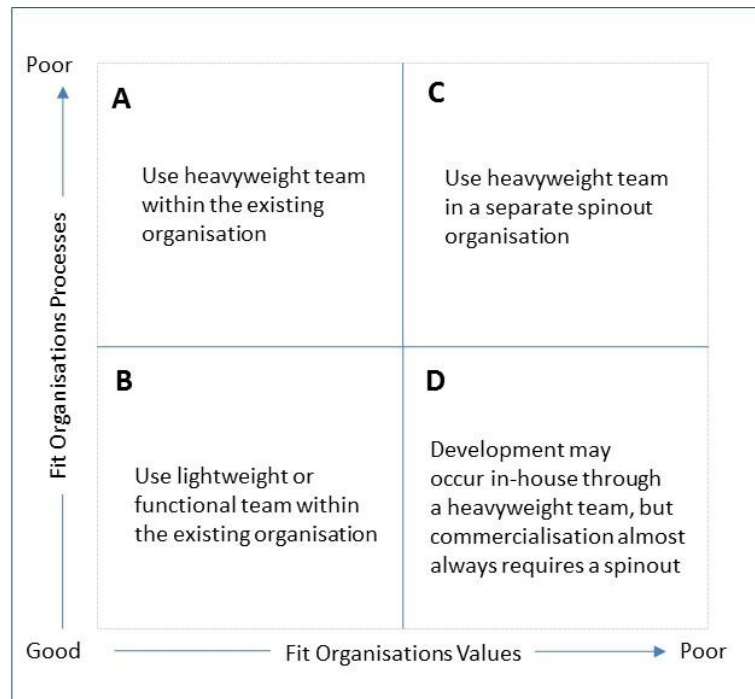 Poor
A
Use heavyweight team
within the existing
organisation
C
Use heavyweight team
in a separate spinout
organisation
Fit Organisations Processes
B
Use lightweight or
functional team within
the existing organisation
D
Development may
occur in-house through
a heavyweight team, but
commercialisation almost
always requires a spinout
Good
Fit Organisations Values
Poor